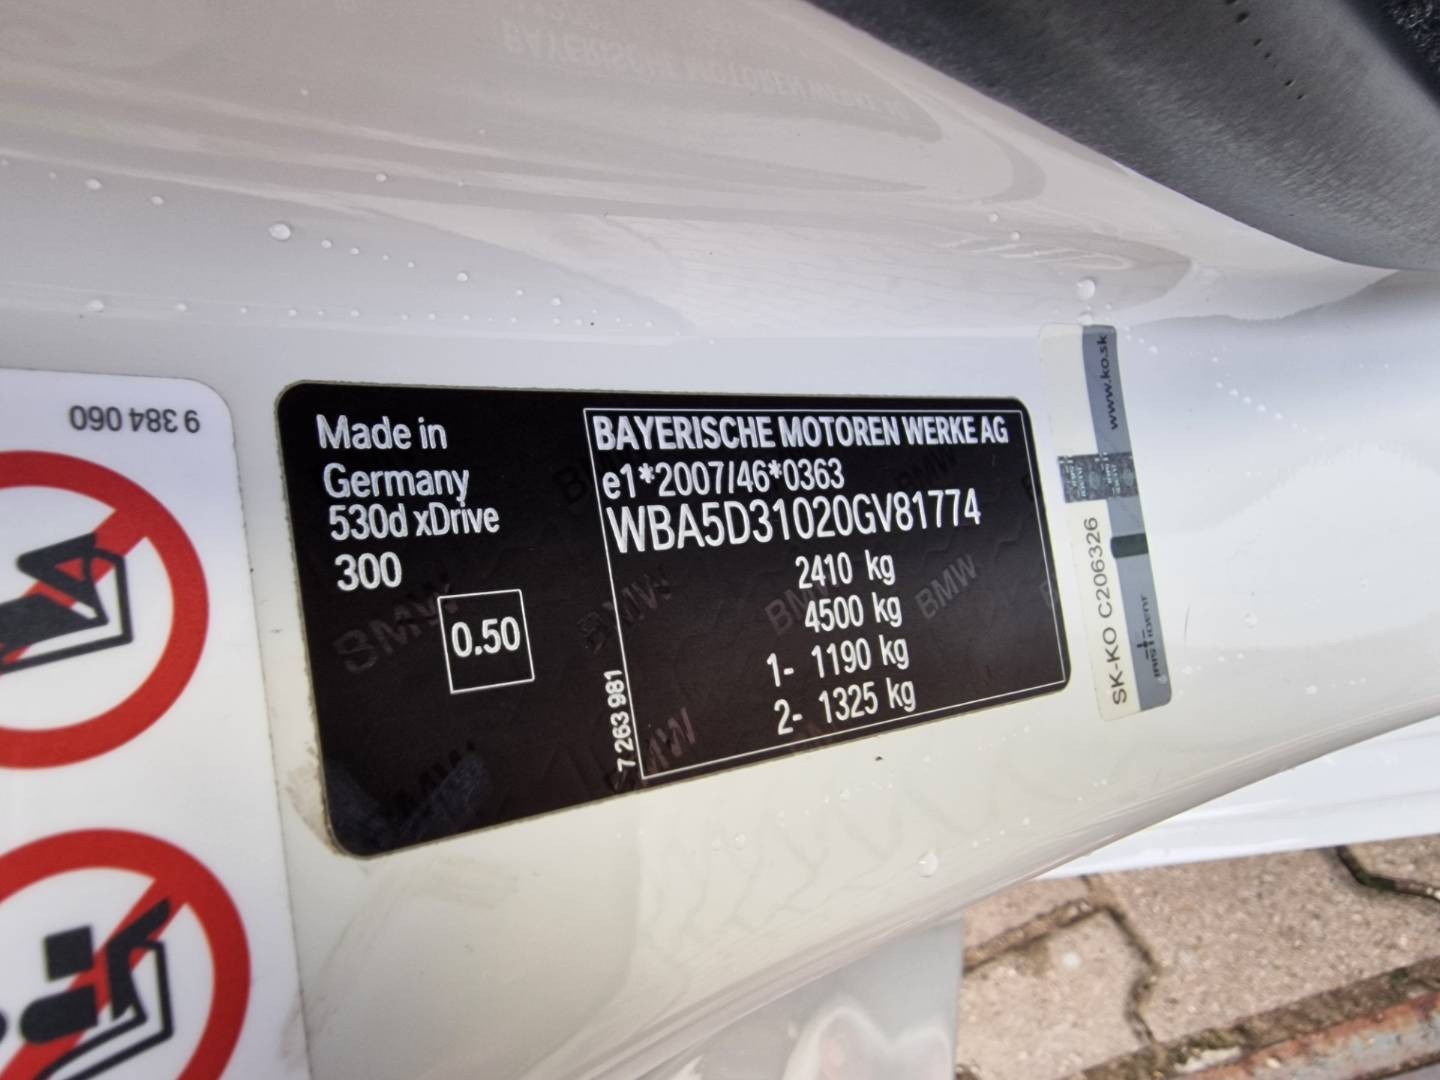 9 384 060
Made in
Germany
530d xDrive
300
0.50
BAYERISCHE MOTOREN WERKE AG
e1*2007/46*0363
WBA5D31020GV81774
2410 kg
4500 kg
1- 1190 kg
2- 1325 kg
7 263 981
www.ko.sk
SK-KO C206326